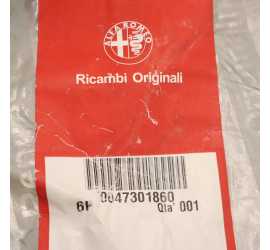 ALFA ROMEO
Ricambi Originali
0047301860
6H Qta' 001